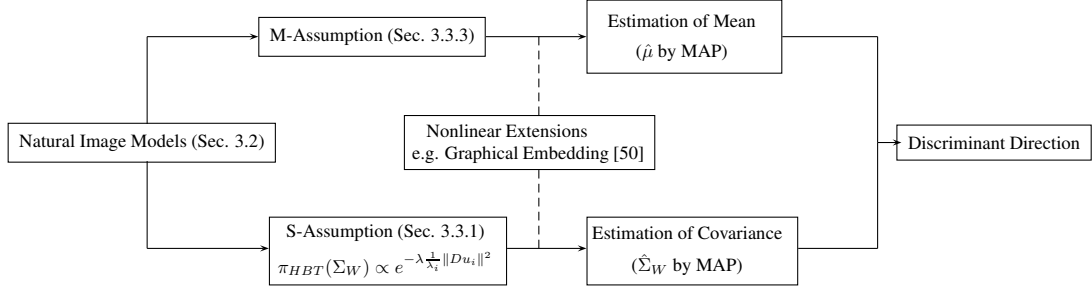 M-Assumption (Sec. 3.3.3)
Estimation of Mean
(μ̂ by MAP)
Natural Image Models (Sec. 3.2)
Nonlinear Extensions
e.g. Graphical Embedding [50]
Discriminant Direction
S-Assumption (Sec. 3.3.1)
π_{HBT}(Σ_W) ∝ e^{-λ \frac{1}{λ_i} ‖Du_i‖^2}
Estimation of Covariance
(Σ̂_W by MAP)